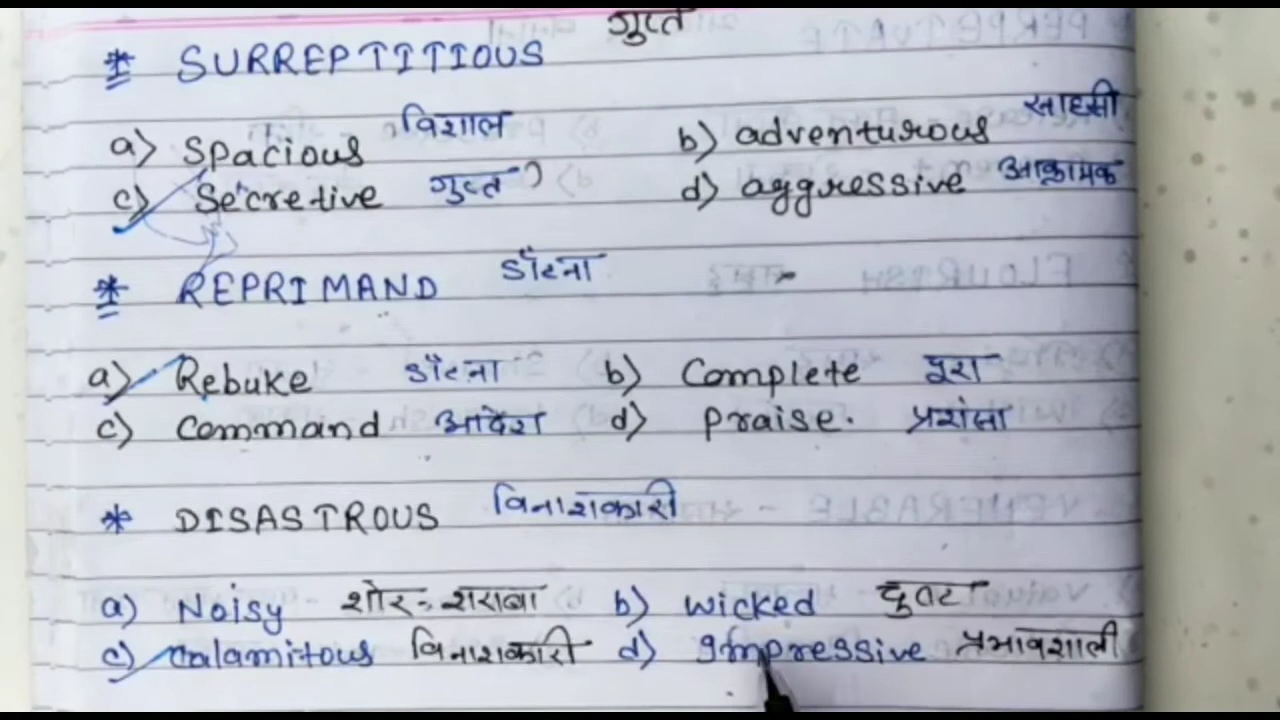 गुप्त
* SURREPTITIOUS
a) Spacious विशाल b) adventurous साहसी
c) Secretive गुप्त d) aggressive आक्रामक
* REPRIMAND डाँटना
a) Rebuke डाँटना b) Complete पूरा
c) Command आदेश d) praise. प्रशंसा
* DISASTROUS विनाशकारी
a) Noisy शोर-शराबा b) wicked
c) Calamitous विनाशकारी d) Impressive प्रभावशाली